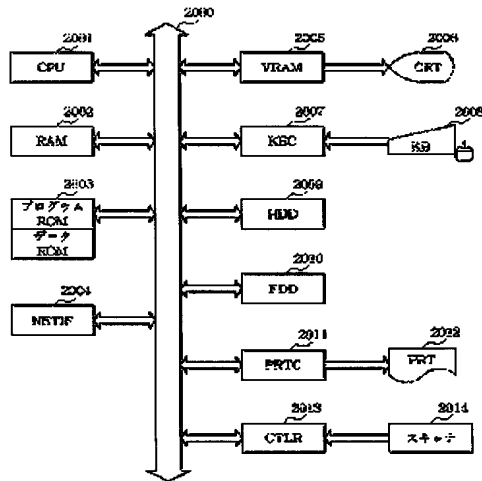 2000
2001
CPU
2005
VRAM
2006
CRT
2002
RAM
2007
KBC
2008
KB
2003
プログラム
ROM
データ
ROM
2009
HDD
2004
NETIF
2010
FDD
2011
PRTC
2012
PRT
2013
CTLR
2014
スキャナ